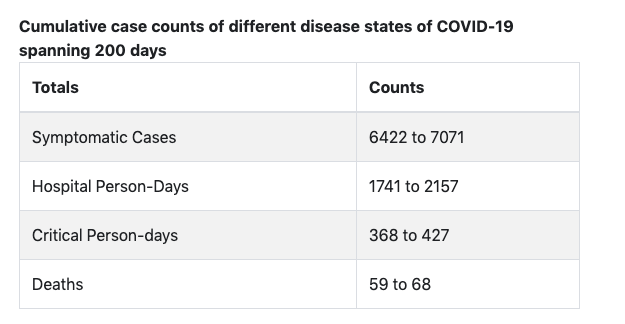 Cumulative case counts of different disease states of COVID-19
spanning 200 days
Totals Counts
Symptomatic Cases 6422 to 7071
Hospital Person-Days 1741 to 2157
Critical Person-days 368 to 427
Deaths 59 to 68